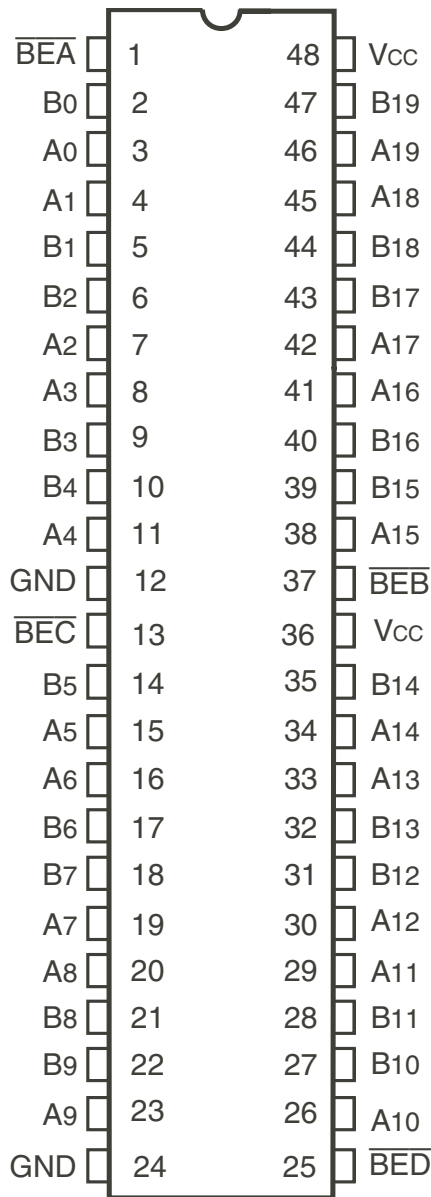 B̅E̅A̅ 1 48 VCC
B0 2 47 B19
A0 3 46 A19
A1 4 45 A18
B1 5 44 B18
B2 6 43 B17
A2 7 42 A17
A3 8 41 A16
B3 9 40 B16
B4 10 39 B15
A4 11 38 A15
GND 12 37 B̅E̅B̅
B̅E̅C̅ 13 36 VCC
B5 14 35 B14
A5 15 34 A14
A6 16 33 A13
B6 17 32 B13
B7 18 31 B12
A7 19 30 A12
A8 20 29 A11
B8 21 28 B11
B9 22 27 B10
A9 23 26 A10
GND 24 25 B̅E̅D̅